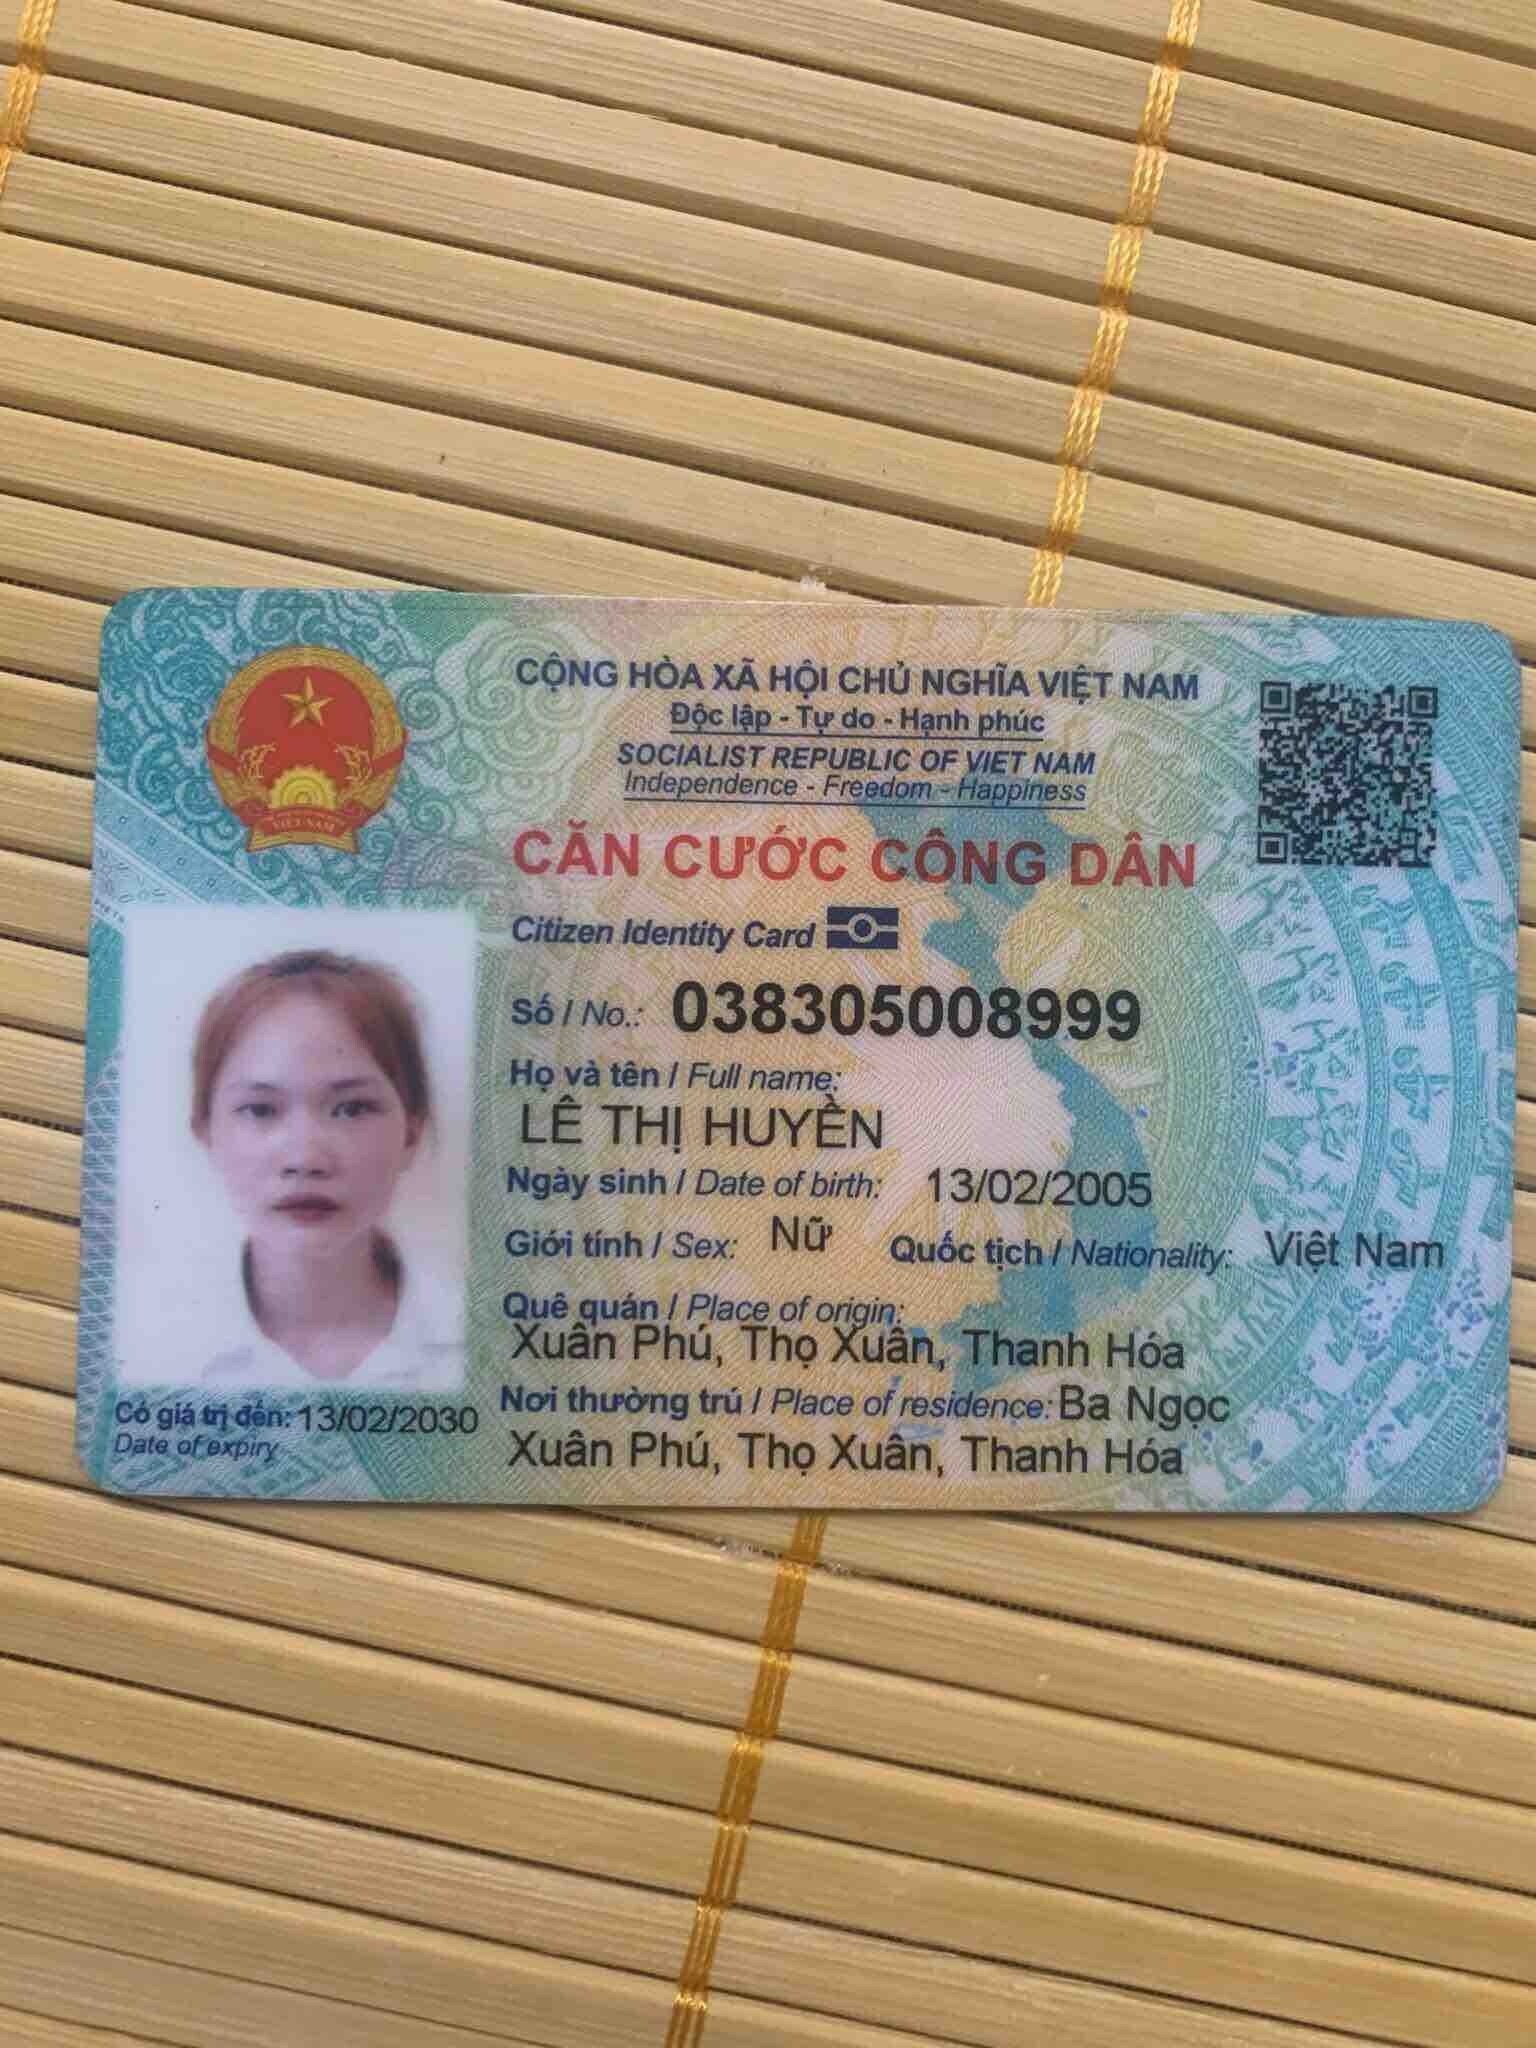 CỘNG HÒA XÃ HỘI CHỦ NGHĨA VIỆT NAM
Độc lập - Tự do - Hạnh phúc
SOCIALIST REPUBLIC OF VIET NAM
Independence - Freedom - Happiness
VIỆT NAM
CĂN CƯỚC CÔNG DÂN
Citizen Identity Card
Số / No.: 038305008999
Họ và tên / Full name:
LÊ THỊ HUYỀN
Ngày sinh / Date of birth: 13/02/2005
Giới tính / Sex: Nữ Quốc tịch / Nationality: Việt Nam
Quê quán / Place of origin:
Xuân Phú, Thọ Xuân, Thanh Hóa
Nơi thường trú / Place of residence: Ba Ngọc
Xuân Phú, Thọ Xuân, Thanh Hóa
Có giá trị đến: 13/02/2030
Date of expiry